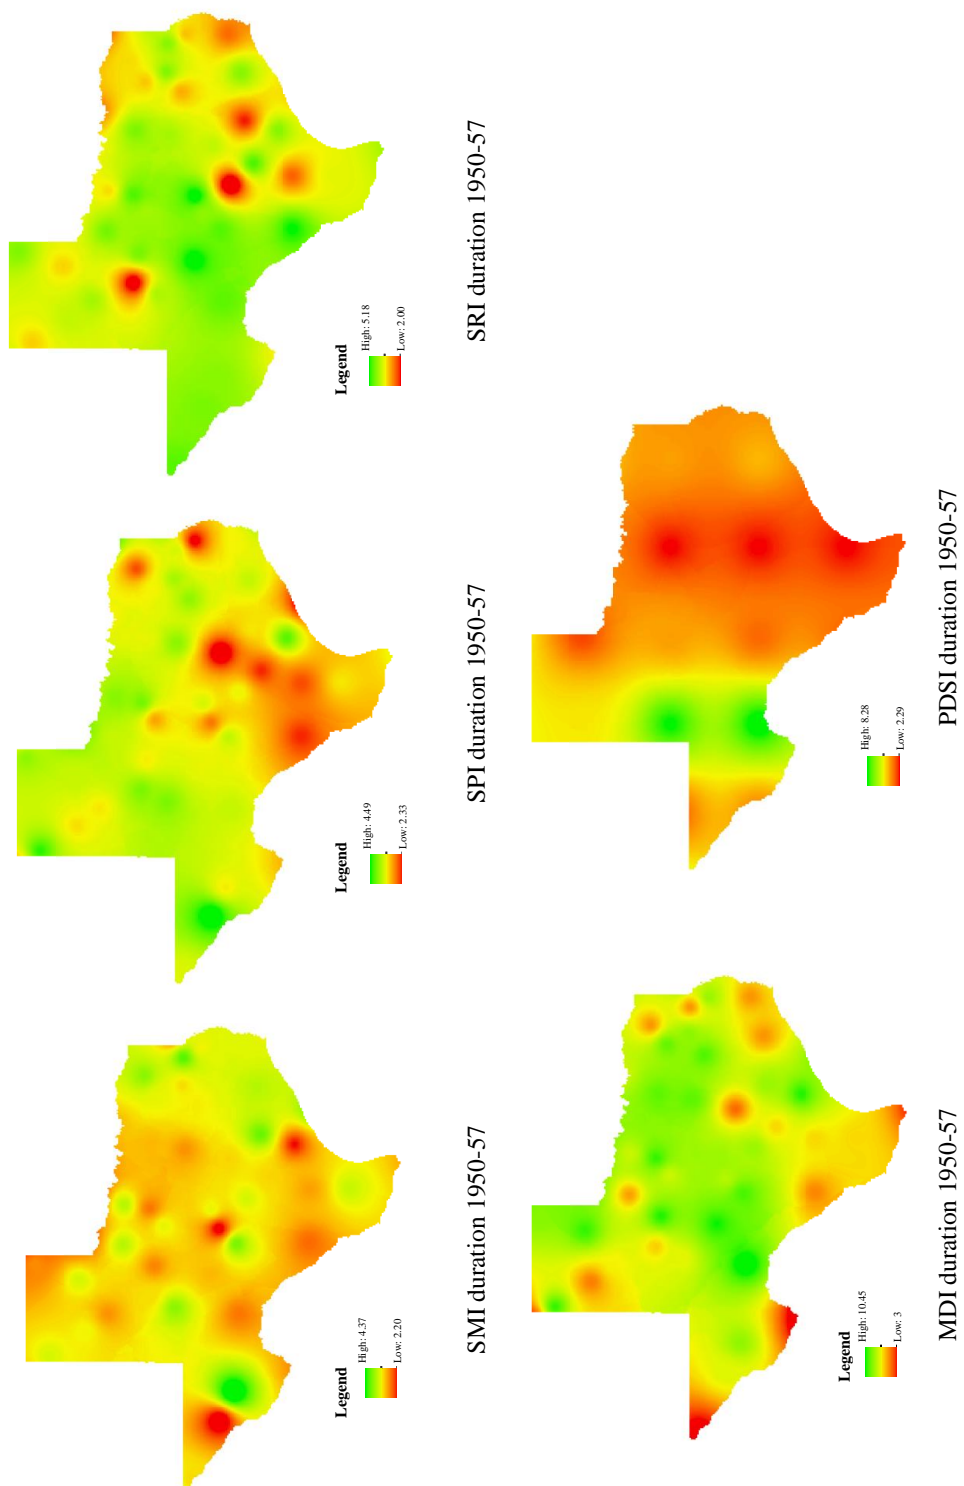 Legend
High: 4.37
Low: 2.20
SMI duration 1950-57
Legend
High: 4.49
Low: 2.33
SPI duration 1950-57
Legend
High: 5.18
Low: 2.00
SRI duration 1950-57
Legend
High: 10.45
Low: 3
MDI duration 1950-57
High: 8.28
Low: 2.29
PDSI duration 1950-57